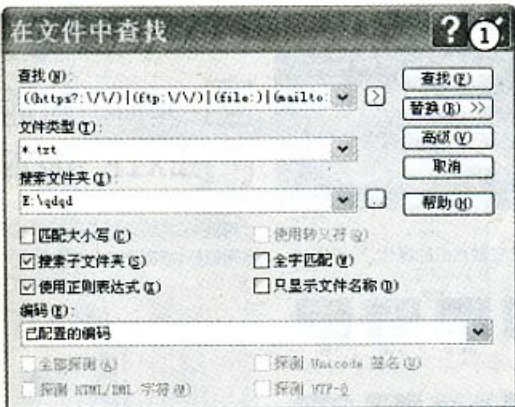 在文件中查找
? 1
查找(N):
((https?:\/\/)|(ftp:\/\/)|(file:)|(mailto:
>
查找(F)
替换(R) >>
高级(V)
取消
帮助(H)
文件类型(T):
*.txt
搜索文件夹(I):
E:\qdqd
匹配大小写(C)
使用转义符(Q)
搜索子文件夹(S)
全字匹配(W)
使用正则表达式(X)
只显示文件名称(D)
编码(E):
已配置的编码
全部探测(A)
探测 Unicode 签名(U)
探测 HTML/XML 字符(M)
探测 UTF-8